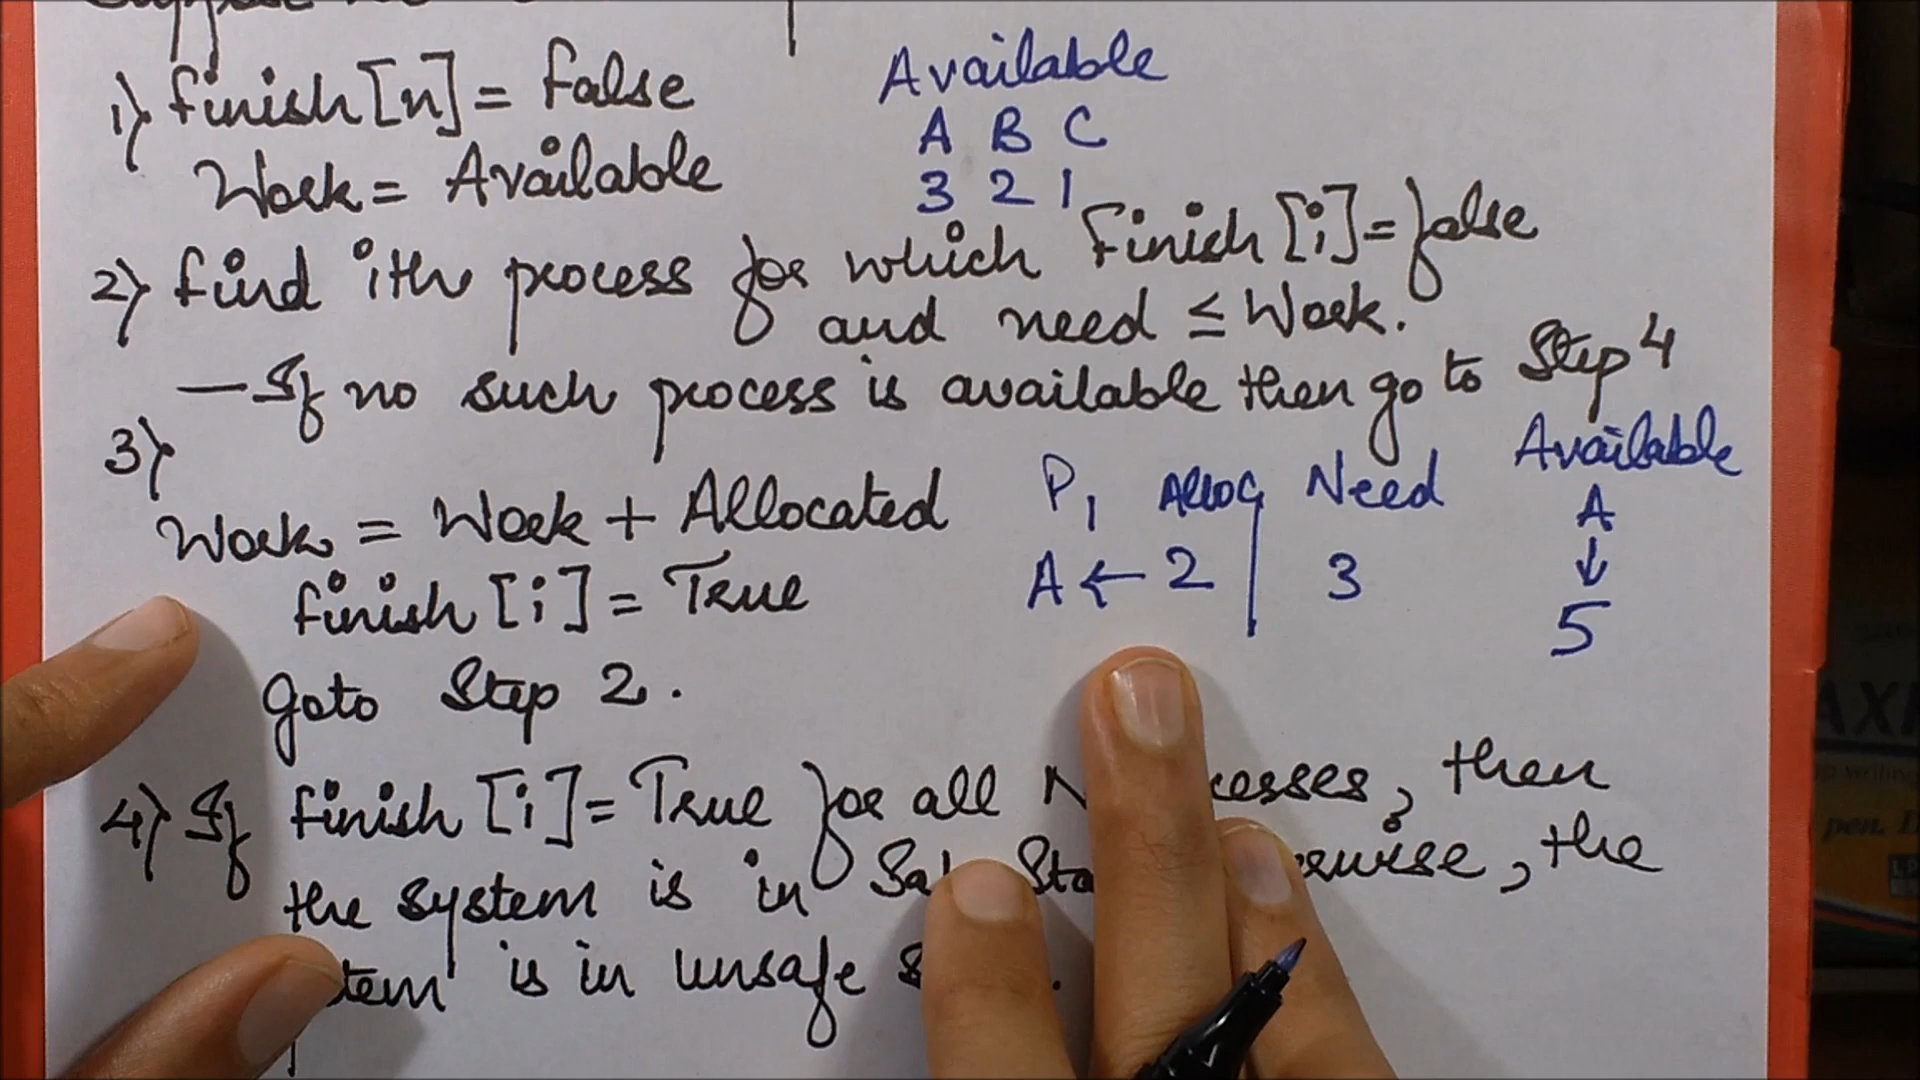 1) Finish [n] = False
Work = Available
Available
A B C
3 2 1
2) Find ith process for which Finish [i] = false
and need ≤ Work.
— If no such process is available then go to Step 4
3)
Work = Work + Allocated
Finish [i] = True
Goto Step 2.
P1 Alloc Need
A ← 2 3
Available
A
↓
5
4) If Finish [i] = True for all then
the system is in , the
is in unsafe